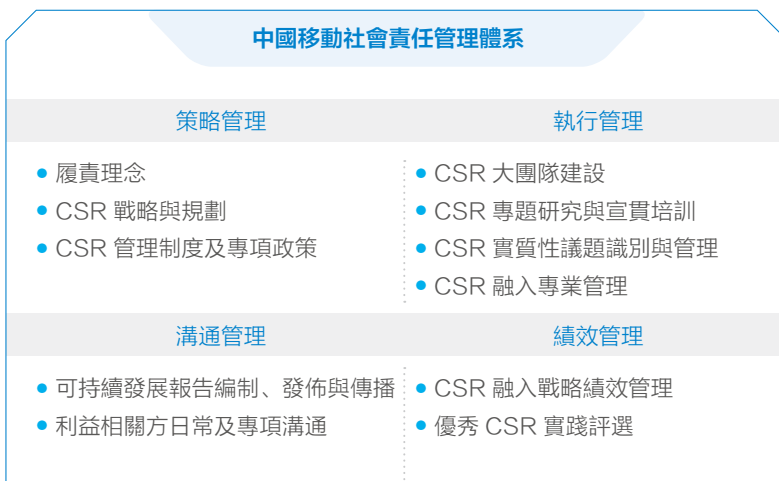 中國移動社會責任管理體系
策略管理
履責理念
CSR 戰略與規劃
CSR 管理制度及專項政策
執行管理
CSR 大團隊建設
CSR 專題研究與宣貫培訓
CSR 實質性議題識別與管理
CSR 融入專業管理
溝通管理
可持續發展報告編制、發佈與傳播
利益相關方日常及專項溝通
績效管理
CSR 融入戰略績效管理
優秀 CSR 實踐評選